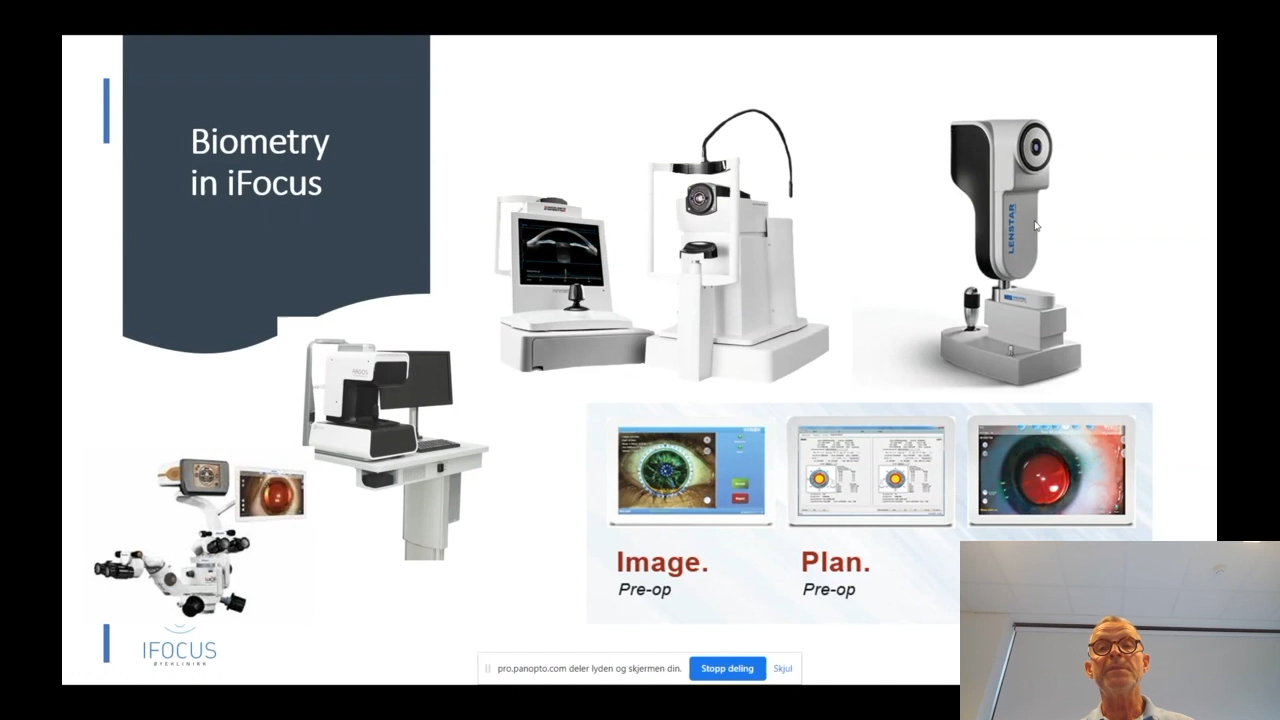 Biometry
in iFocus
LENSTAR
ARGOS
Image.
Pre-op
Plan.
Pre-op
IFOCUS
ØYEKLINIKK
pro.panopto.com deler lyden og skjermen din.
Stopp deling
Skjul